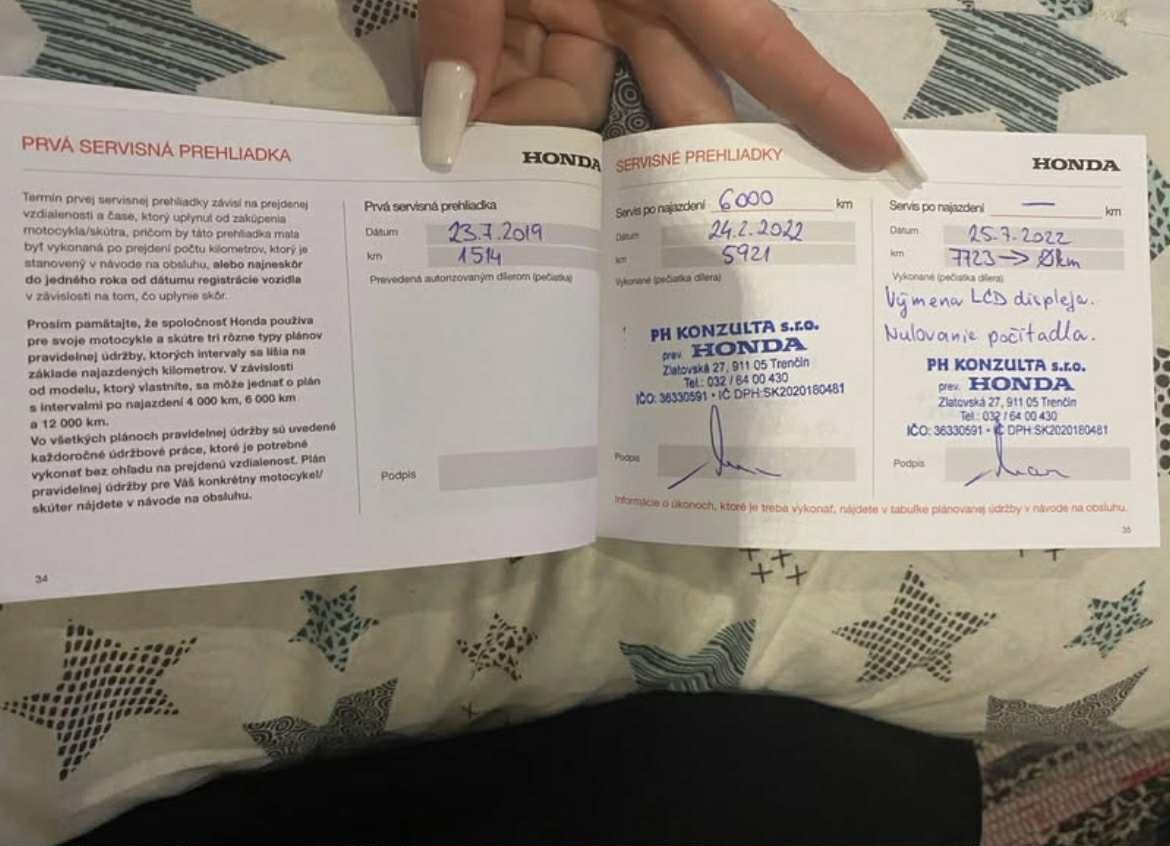 PRVÁ SERVISNÁ PREHLIADKA
HONDA
Termín prvej servisnej prehliadky závisí na prejdenej
vzdialenosti a čase, ktorý uplynul od zakúpenia
motocykla/skútra, pričom by táto prehliadka mala
byť vykonaná po prejdení počtu kilometrov, ktorý je
stanovený v návode na obsluhu, alebo najneskôr
do jedného roka od dátumu registrácie vozidla
v závislosti na tom, čo uplynie skôr.
Prosím pamätajte, že spoločnosť Honda používa
pre svoje motocykle a skútre tri rôzne typy plánov
pravidelnej údržby, ktorých intervaly sa líšia na
základe najazdených kilometrov. V závislosti
od modelu, ktorý vlastníte, sa môže jednať o plán
s intervalmi po najazdení 4 000 km, 6 000 km
a 12 000 km.
Vo všetkých plánoch pravidelnej údržby sú uvedené
každoročné údržbové práce, ktoré je potrebné
vykonať bez ohľadu na prejdenú vzdialenosť. Plán
pravidelnej údržby pre Váš konkrétny motocykel/
skúter nájdete v návode na obsluhu.
34
Prvá servisná prehliadka
Dátum 23.7.2019
km 1514
Prevedená autorizovaným dílerom (pečiatka)
Podpis
SERVISNÉ PREHLIADKY
HONDA
Servis po najazdení 6000 km
Dátum 24.2.2022
km 5921
Vykonané (pečiatka dílera)
PH KONZULTA s.r.o.
prev. HONDA
Zlatovská 27, 911 05 Trenčín
Tel.: 032 / 64 00 430
IČO: 36330591 • IČ DPH:SK2020180481
Podpis
Servis po najazdení — km
Dátum 25.7.2022
km 7723 → 0km
Vykonané (pečiatka dílera)
Výmena LCD displeja.
Nulovanie počítadla.
PH KONZULTA s.r.o.
prev. HONDA
Zlatovská 27, 911 05 Trenčín
Tel.: 032 / 64 00 430
IČO: 36330591 • IČ DPH:SK2020180481
Podpis
Informácie o úkonoch, ktoré je treba vykonať, nájdete v tabuľke plánovanej údržby v návode na obsluhu.
35